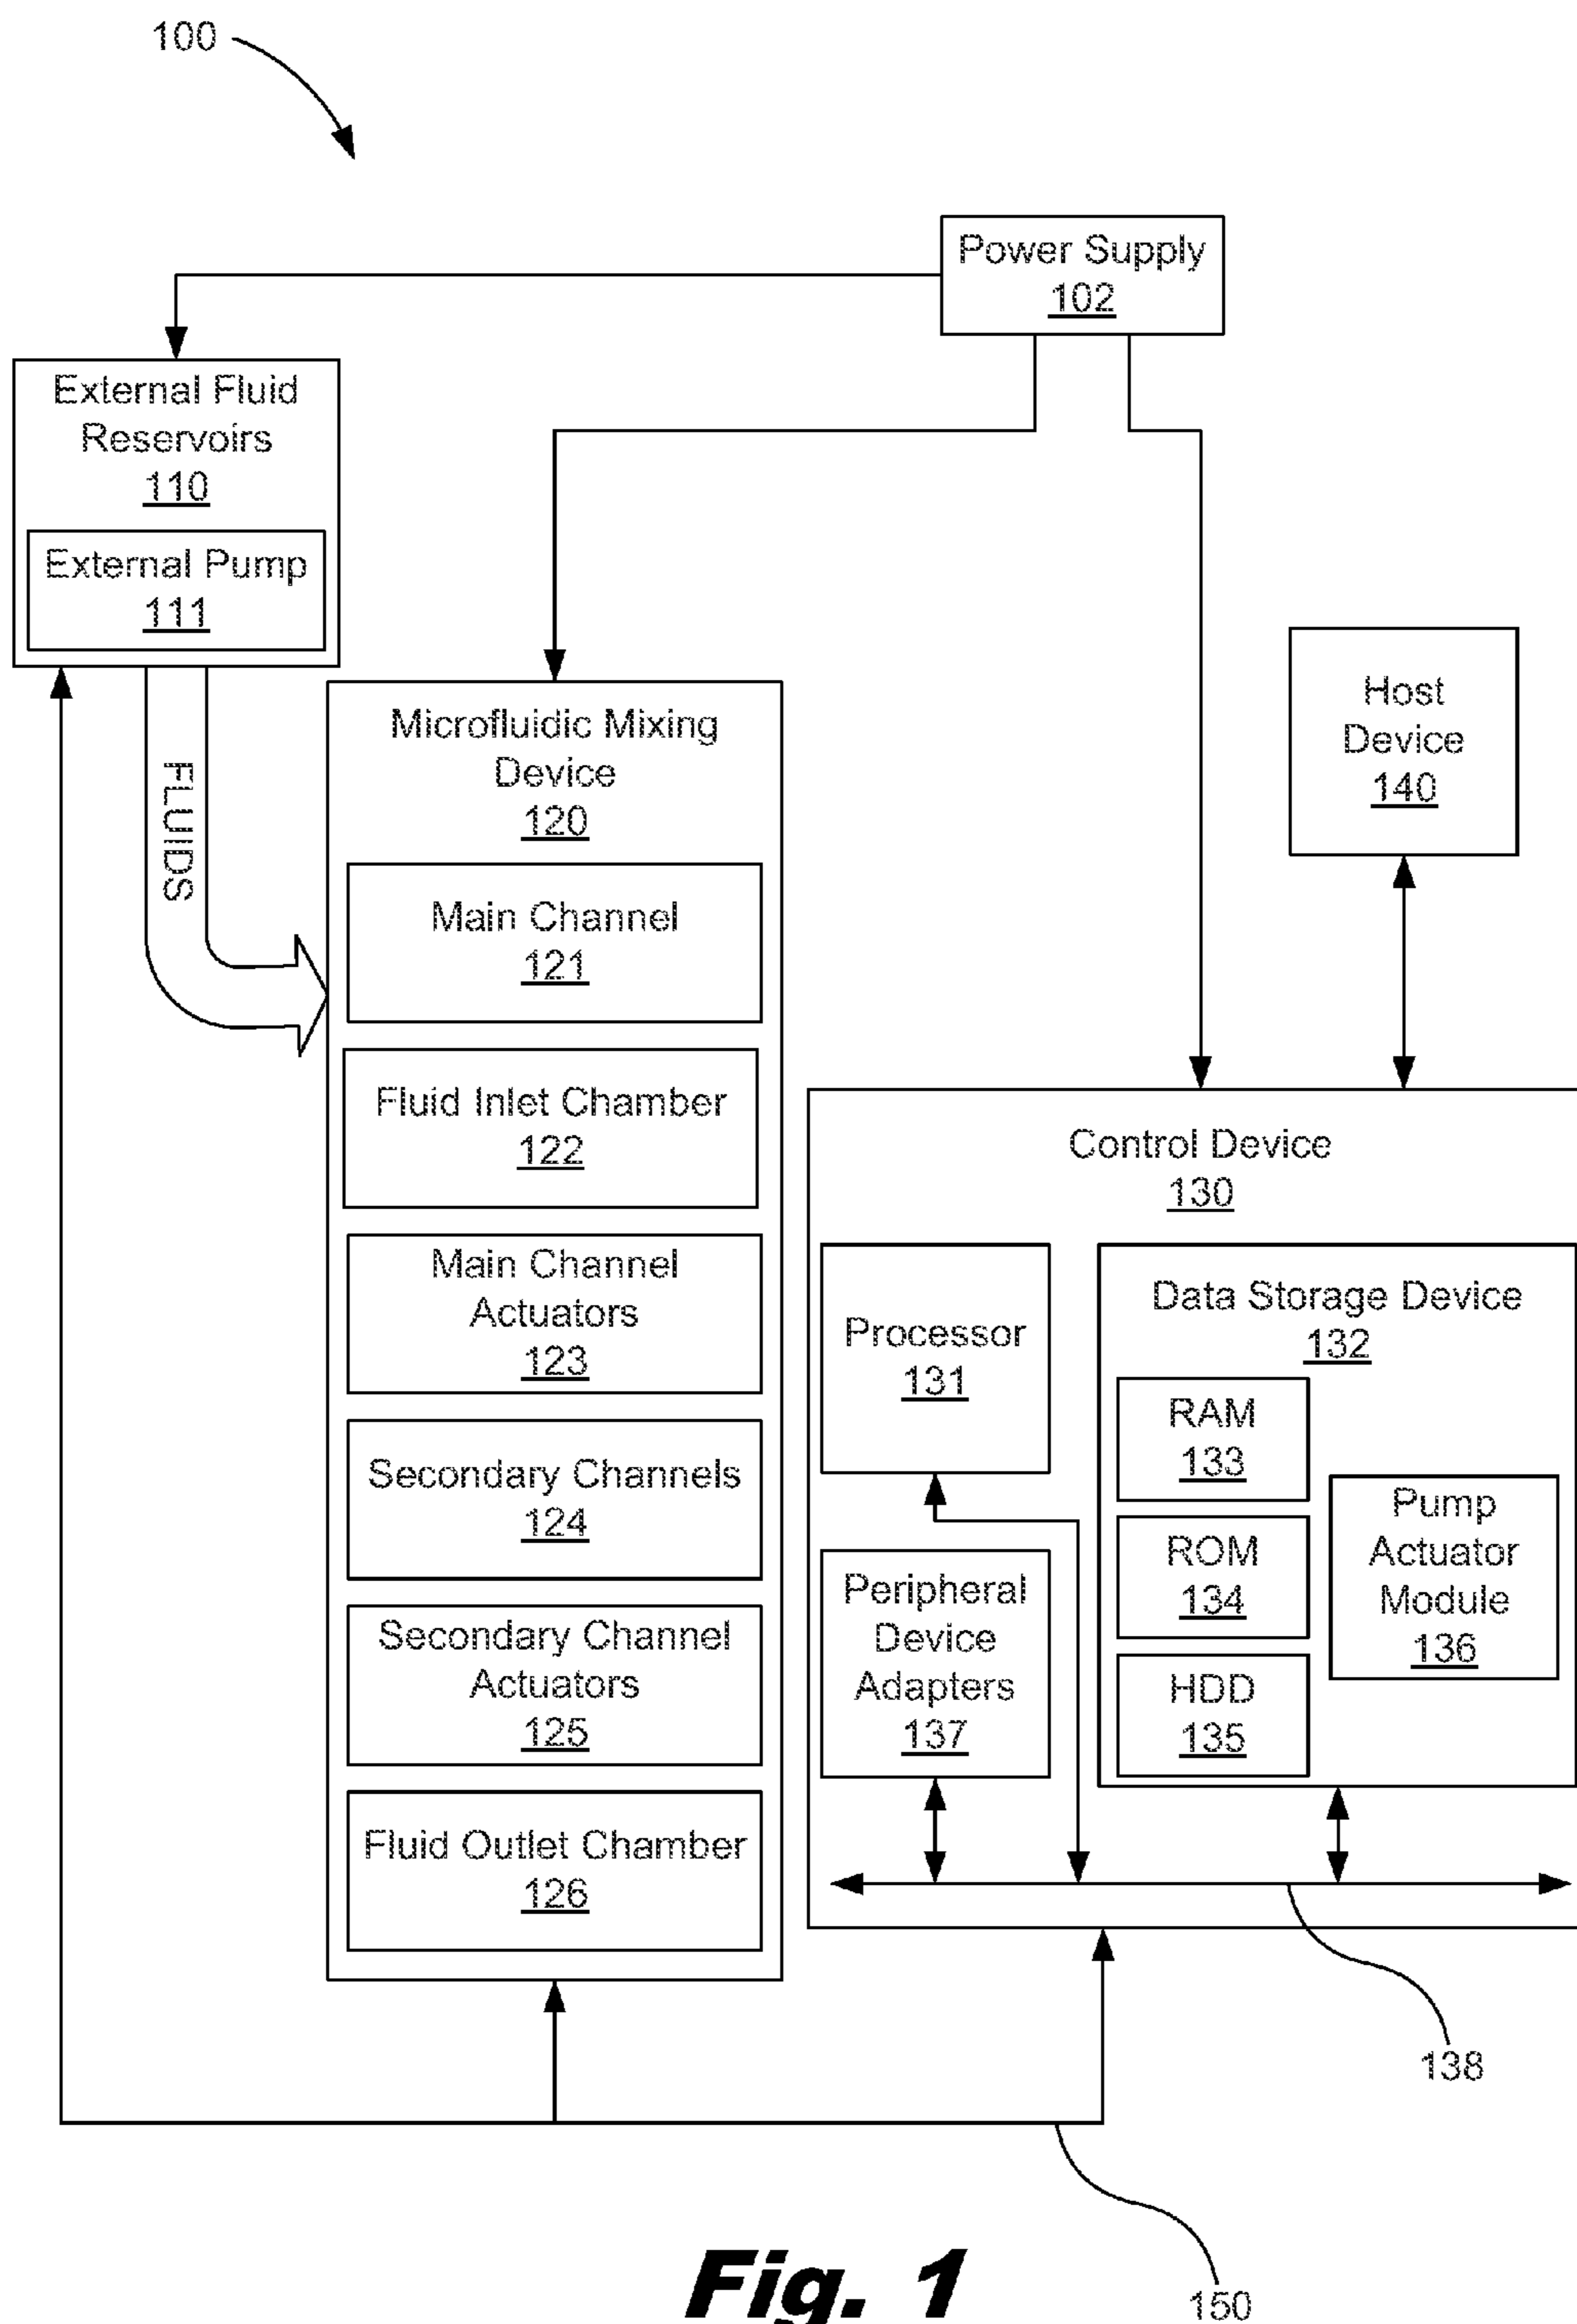 100
Power Supply
102
External Fluid
Reservoirs
110
External Pump
111
FLUIDS
Microfluidic Mixing
Device
120
Main Channel
121
Fluid Inlet Chamber
122
Main Channel
Actuators
123
Secondary Channels
124
Secondary Channel
Actuators
125
Fluid Outlet Chamber
126
Host
Device
140
Control Device
130
Processor
131
Peripheral
Device
Adapters
137
Data Storage Device
132
RAM
133
ROM
134
HDD
135
Pump
Actuator
Module
136
138
150
Fig. 1